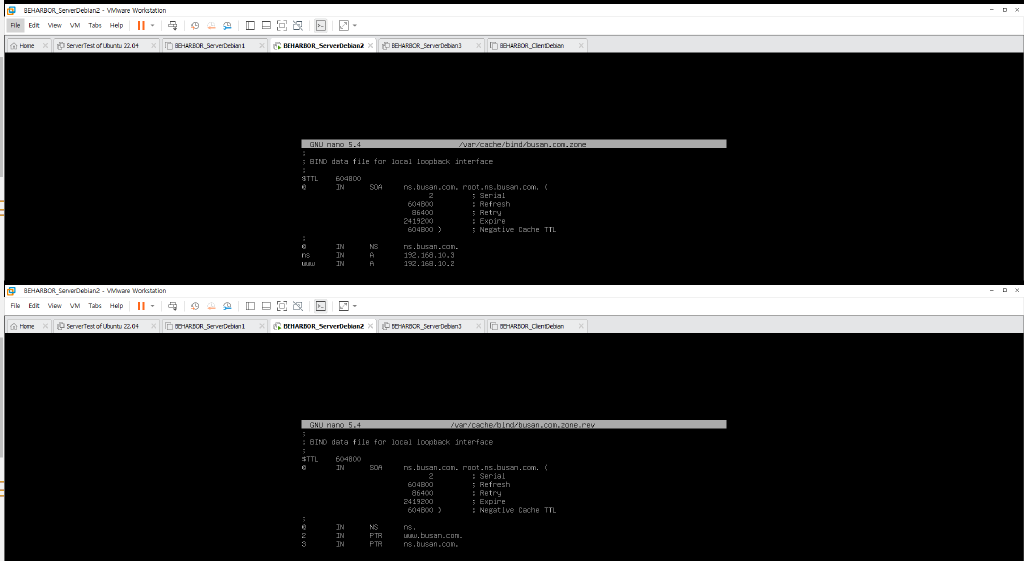 BEHARBOR_ServerDebian2 - VMware Workstation
File Edit View VM Tabs Help
Home ServerTest of Ubuntu 22.04 BEHARBOR_ServerDebian1 BEHARBOR_ServerDebian2 BEHARBOR_ServerDebian3 BEHARBOR_ClientDebian
GNU nano 5.4 /var/cache/bind/busan.com.zone
;
; BIND data file for local loopback interface
;
$TTL 604800
@ IN SOA ns.busan.com. root.ns.busan.com. (
2 ; Serial
604800 ; Refresh
86400 ; Retry
2419200 ; Expire
604800 ) ; Negative Cache TTL
;
@ IN NS ns.busan.com.
ns IN A 192.168.10.3
www IN A 192.168.10.2
BEHARBOR_ServerDebian2 - VMware Workstation
File Edit View VM Tabs Help
Home ServerTest of Ubuntu 22.04 BEHARBOR_ServerDebian1 BEHARBOR_ServerDebian2 BEHARBOR_ServerDebian3 BEHARBOR_ClientDebian
GNU nano 5.4 /var/cache/bind/busan.com.zone.rev
;
; BIND data file for local loopback interface
;
$TTL 604800
@ IN SOA ns.busan.com. root.ns.busan.com. (
2 ; Serial
604800 ; Refresh
86400 ; Retry
2419200 ; Expire
604800 ) ; Negative Cache TTL
;
@ IN NS ns.
2 IN PTR www.busan.com.
3 IN PTR ns.busan.com.